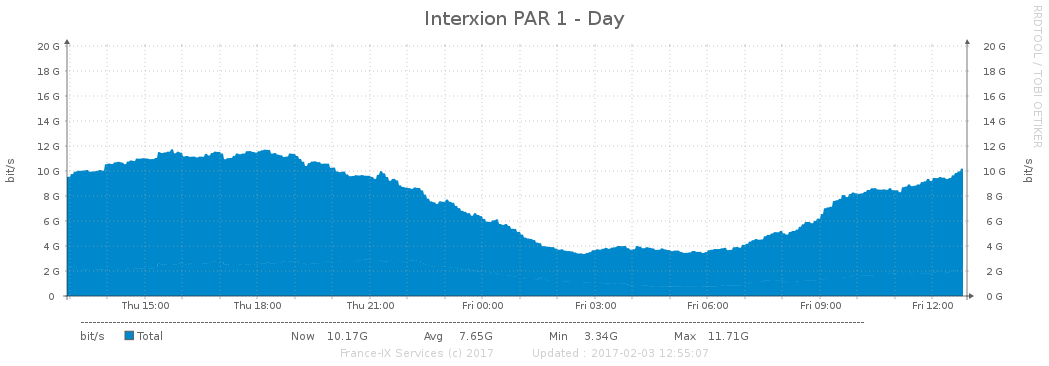 Interxion PAR 1 - Day
RRDTOOL / TOBI OETIKER
bit/s
20 G
18 G
16 G
14 G
12 G
10 G
8 G
6 G
4 G
2 G
0
20 G
18 G
16 G
14 G
12 G
10 G
8 G
6 G
4 G
2 G
0 G
bit/s
Thu 15:00 Thu 18:00 Thu 21:00 Fri 00:00 Fri 03:00 Fri 06:00 Fri 09:00 Fri 12:00
bit/s Total Now 10.17G Avg 7.65G Min 3.34G Max 11.71G
France-IX Services (c) 2017 Updated : 2017-02-03 12:55:07